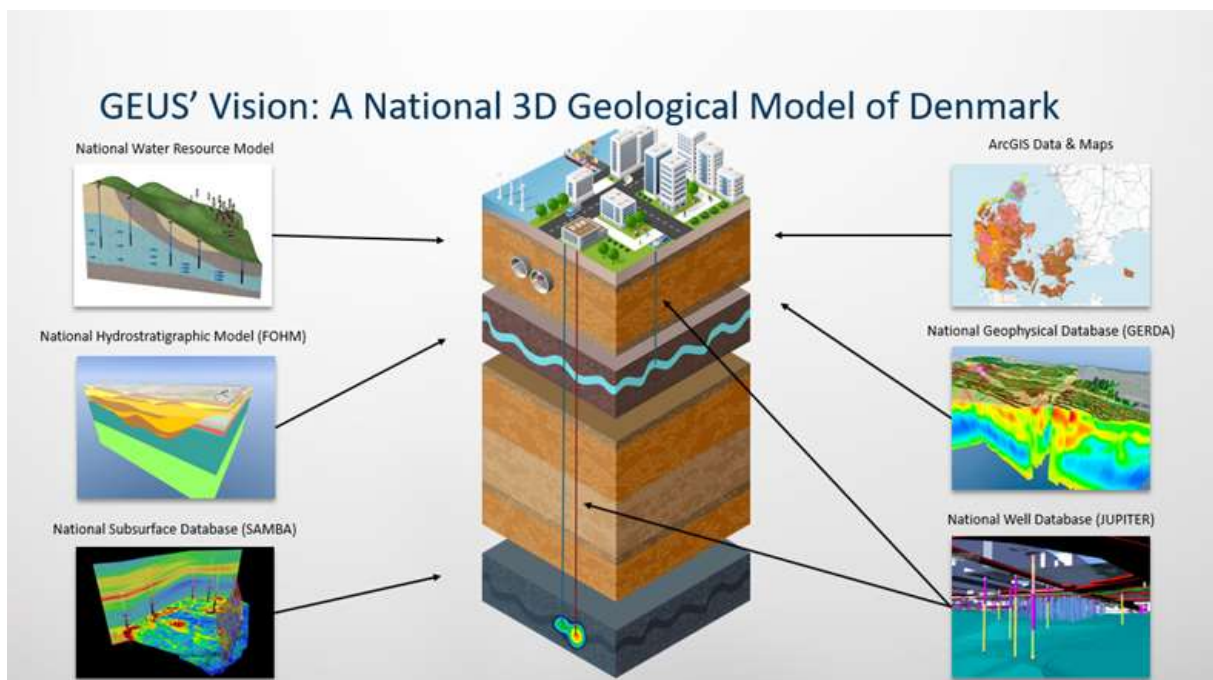 GEUS’ Vision: A National 3D Geological Model of Denmark
National Water Resource Model
National Hydrostratigraphic Model (FOHM)
National Subsurface Database (SAMBA)
ArcGIS Data & Maps
National Geophysical Database (GERDA)
National Well Database (JUPITER)